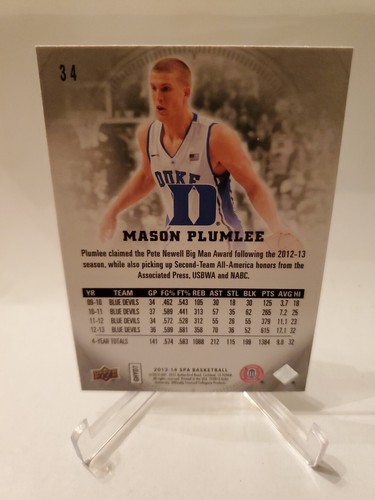 34
DUKE
D
MASON PLUMLEE
Plumlee claimed the Pete Newell Big Man Award following the 2012-13
season, while also picking up Second-Team All-America honors from the
Associated Press, USBWA and NABC.
YR TEAM GP FG% FT% REB AST STL BLK PTS AVG HI
09-10 BLUE DEVILS 34 .462 .543 105 30 18 30 125 3.7 18
10-11 BLUE DEVILS 37 .589 .441 313 57 35 62 265 7.2 25
11-12 BLUE DEVILS 34 .572 .528 312 55 26 55 379 11.1 23
12-13 BLUE DEVILS 36 .599 .681 358 70 36 52 615 17.1 32
4-YEAR TOTALS 141 .574 .583 1088 212 115 199 1384 9.8 32
2013-14 SPX BASKETBALL